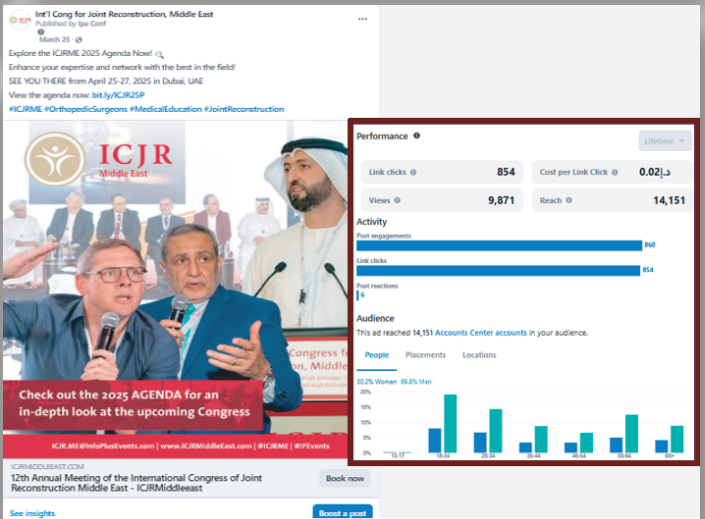 Int'l Cong for Joint Reconstruction, Middle East
Published by Ipe Conf
March 25
Explore the ICJRME 2025 Agenda Now!
Enhance your expertise and network with the best in the field!
SEE YOU THERE from April 25-27, 2025 in Dubai, UAE
View the agenda now: bit.ly/ICJR25P
#ICJRME #OrthopedicSurgeons #MedicalEducation #JointReconstruction
ICJR
Middle East
Congress f
on, Middle
Check out the 2025 AGENDA for an
in-depth look at the upcoming Congress
ICJR.ME@InfoPlusEvents.com | www.ICJRMiddleEast.com | #ICJRME | #IPEvents
ICJRMIDDLEEAST.COM
12th Annual Meeting of the International Congress of Joint
Reconstruction Middle East - ICJRMiddleeast
Book now
See insights
Boost a post
Performance
Lifetime
Link clicks 854
Cost per Link Click د.إ0.02
Views 9,871
Reach 14,151
Activity
Post engagements
860
Link clicks
854
Post reactions
6
Audience
This ad reached 14,151 Accounts Center accounts in your audience.
People Placements Locations
30.2% Women 69.8% Men
20%
15%
10%
5%
0%
13-17 18-24 25-34 35-44 45-54 55-64 65+